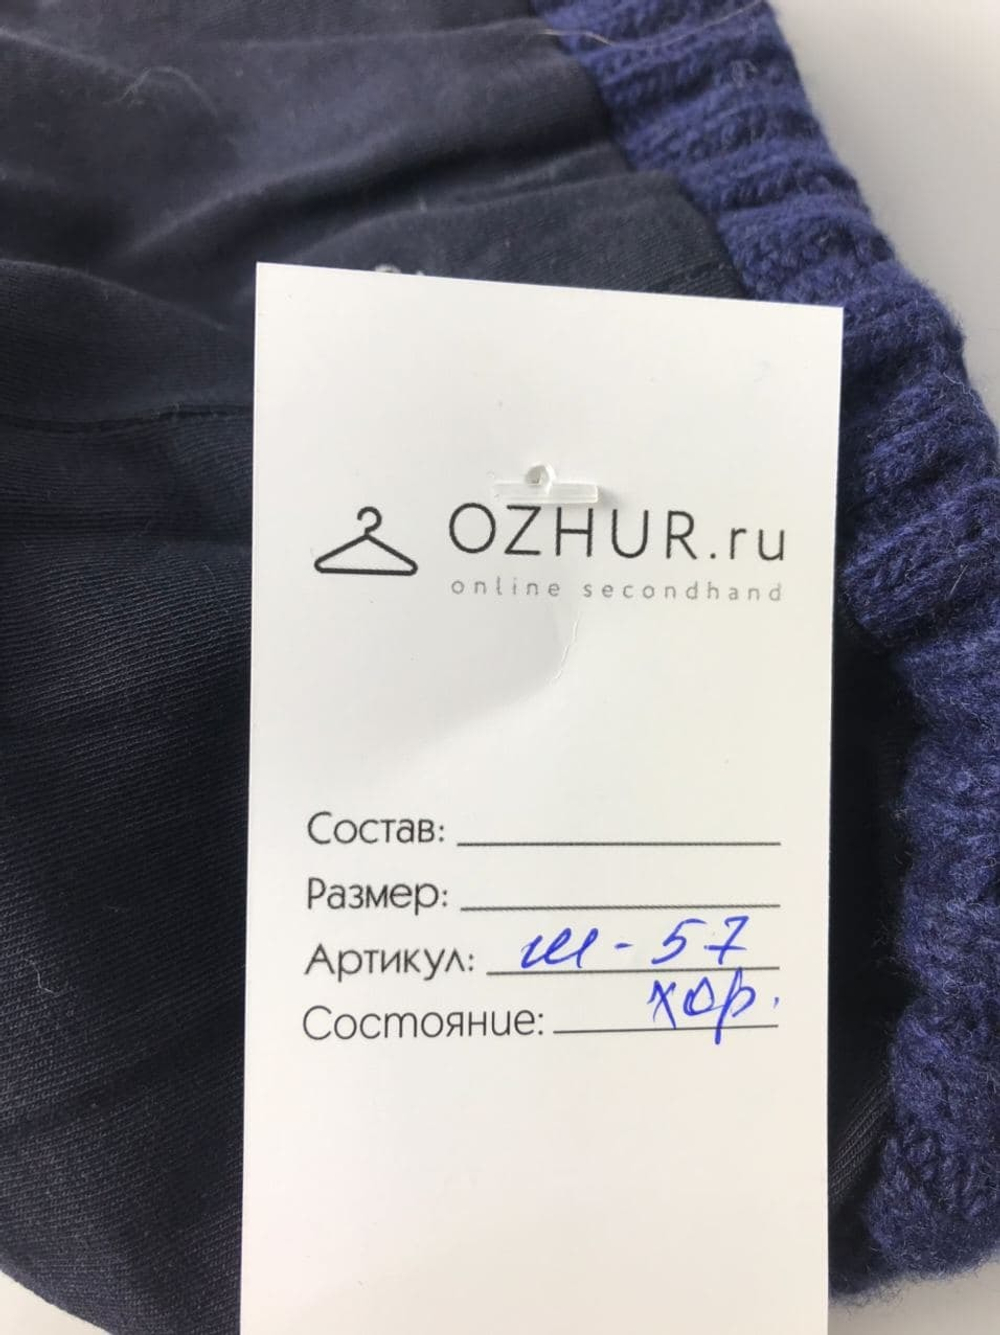 OZHUR.ru
online secondhand
Состав:
Размер:
Артикул: ш-57
Состояние: хор.